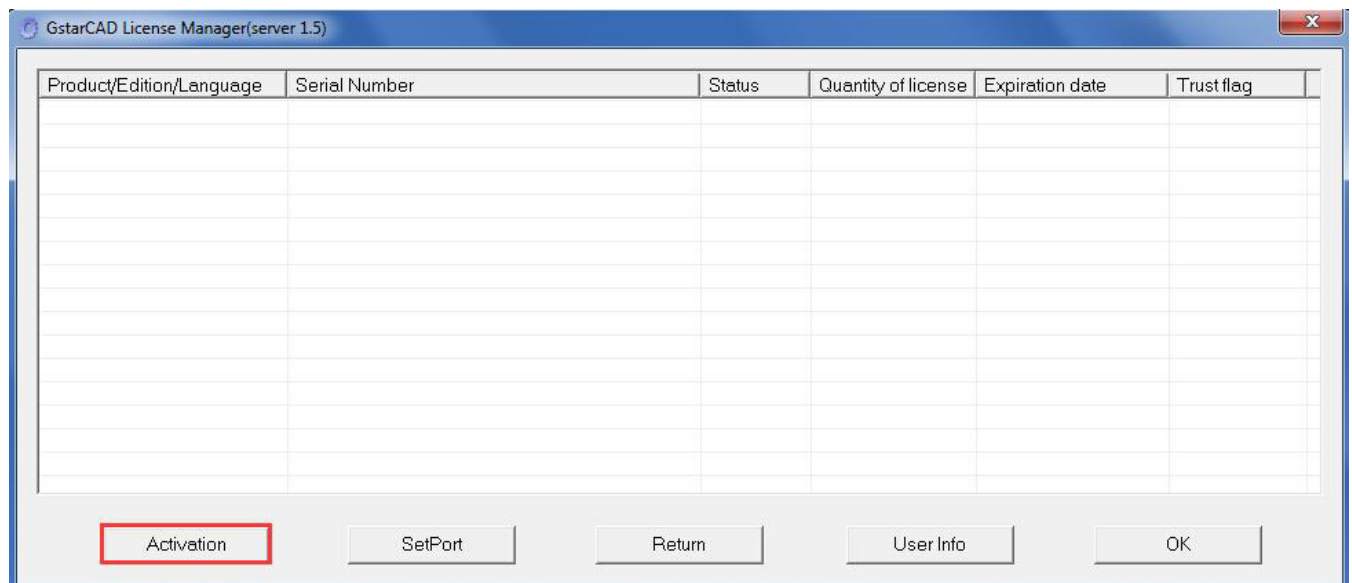 GstarCAD License Manager(server 1.5)
Product/Edition/Language Serial Number Status Quantity of license Expiration date Trust flag
Activation SetPort Return User Info OK